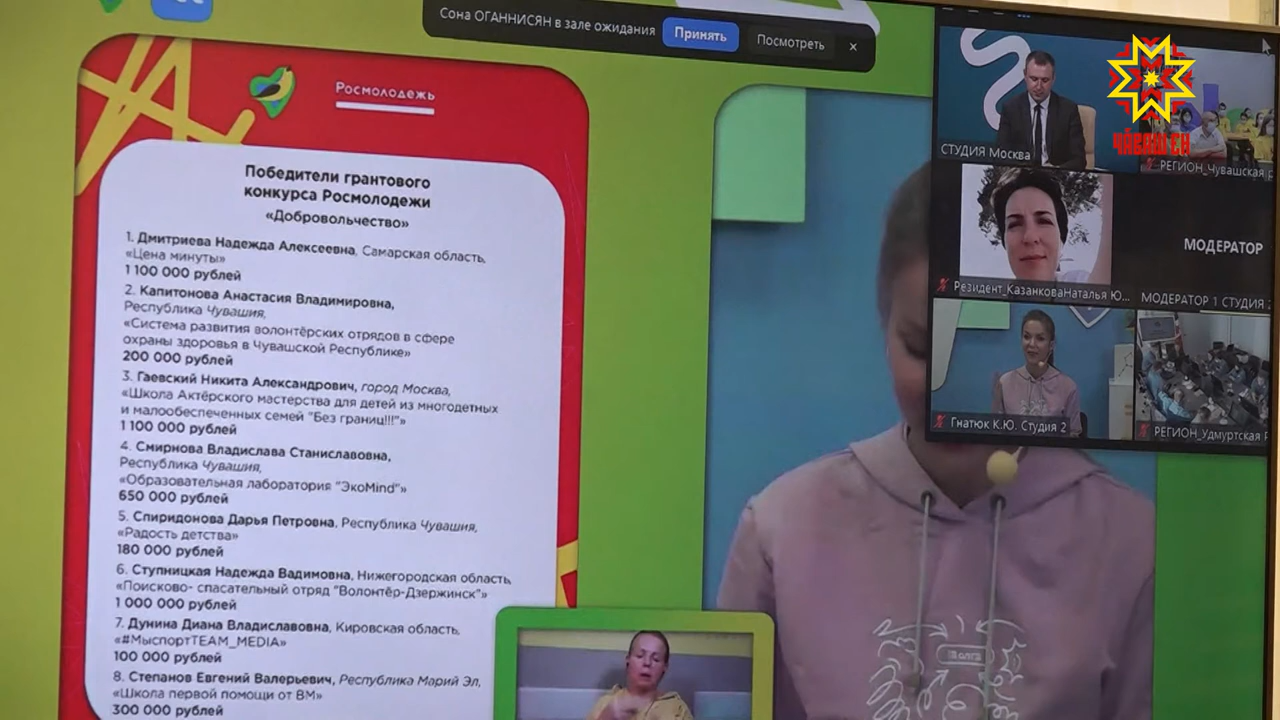 Сона ОГАННИСЯН в зале ожидания
Принять
Посмотреть
×
Росмолодежь
Победители грантового
конкурса Росмолодежи
«Добровольчество»
1. Дмитриева Надежда Алексеевна, Самарская область,
«Цена минуты»
1 100 000 рублей
2. Капитонова Анастасия Владимировна,
Республика Чувашия,
«Система развития волонтёрских отрядов в сфере
охраны здоровья в Чувашской Республике»
200 000 рублей
3. Гаевский Никита Александрович, город Москва,
«Школа Актёрского мастерства для детей из многодетных
и малообеспеченных семей "Без границ!!!"»
1 100 000 рублей
4. Смирнова Владислава Станиславовна,
Республика Чувашия,
«Образовательная лаборатория "ЭкоMind"»
650 000 рублей
5. Спиридонова Дарья Петровна, Республика Чувашия,
«Радость детства»
180 000 рублей
6. Ступницкая Надежда Вадимовна, Нижегородская область,
«Поисково- спасательный отряд "Волонтёр-Дзержинск"»
1 000 000 рублей
7. Дунина Диана Владиславовна, Кировская область,
«#МыспортTEAM_MEDIA»
100 000 рублей
8. Степанов Евгений Валерьевич, Республика Марий Эл,
«Школа первой помощи от ВМ»
300 000 рублей
СТУДИЯ Москва
РЕГИОН_Чувашская р
ЧӐВАШ ЕН
Резидент_КазанковаНаталья Ю...
МОДЕРАТОР
МОДЕРАТОР 1 СТУДИЯ 2
Гнатюк К.Ю. Студия 2
РЕГИОН_Удмуртская Р